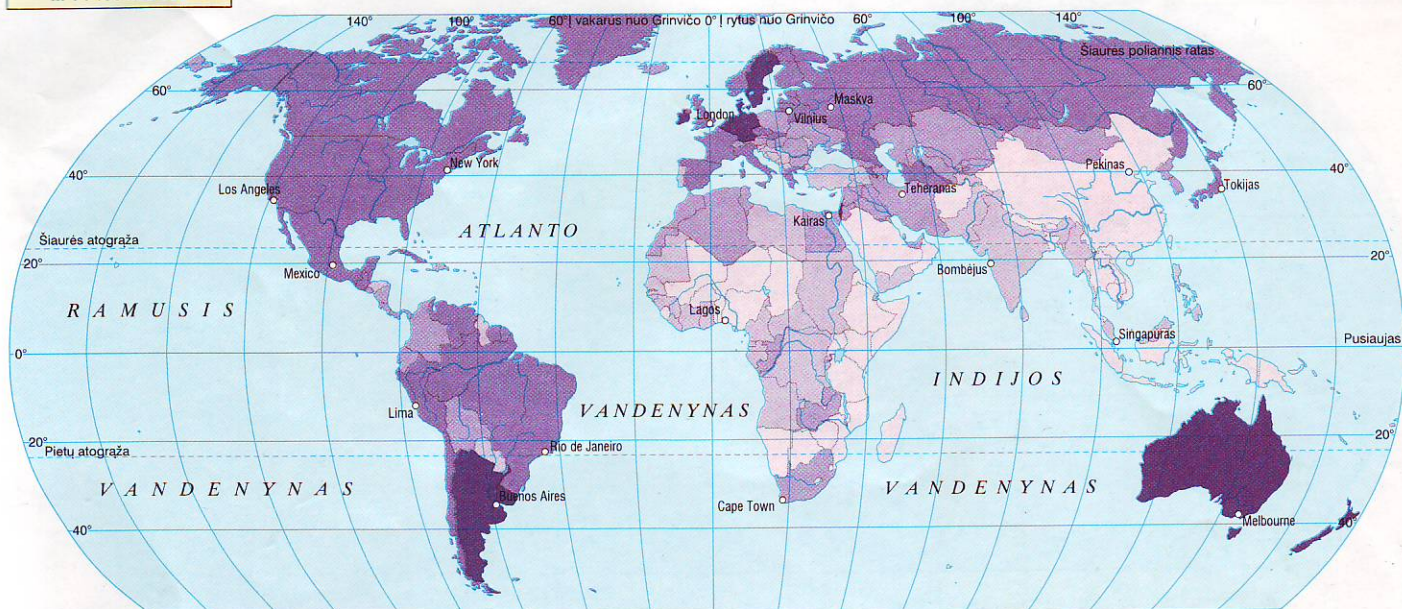 140° 100° 60° Į vakarus nuo Grinvičo 0° Į rytus nuo Grinvičo 60° 100° 140°
Šiaurės poliannis ratas
60° 60°
Maskva
London
Vilnius
New York
Pekinas
40° 40°
Los Angeles
Teheranas
Tokijas
Kairas
ATLANTO
Šiaurės atogrąža
20° 20°
Mexico
Bombėjus
RAMUSIS
Lagos
Singapūras
0° Pusiaujas
INDIJOS
Lima
VANDENYNAS
20° 20°
Rio de Janeiro
Pietų atogrąža
VANDENYNAS
VANDENYNAS
Buenos Aires
Cape Town
Melbourne
40° 40°